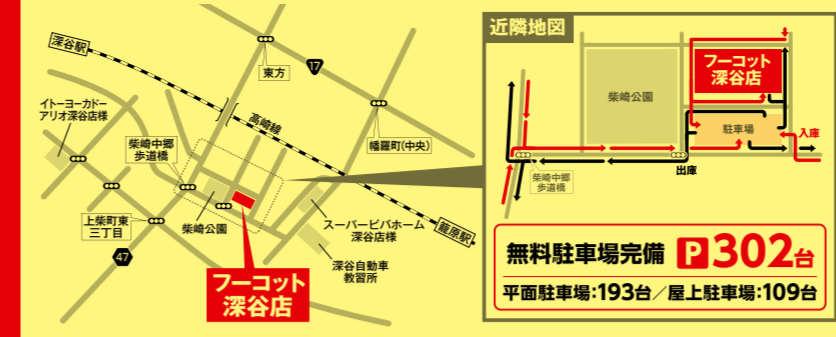 深谷駅
東方
17
イトーヨーカドー
アリオ深谷店様
高崎線
柴崎中郷
歩道橋
幡羅町(中央)
上柴町東
三丁目
柴崎公園
スーパービバホーム
深谷店様
籠原駅
47
深谷自動車
教習所
フーコット
深谷店
近隣地図
フーコット
深谷店
柴崎公園
駐車場
入庫
出庫
柴崎中郷
歩道橋
無料駐車場完備 P302台
平面駐車場:193台/屋上駐車場:109台